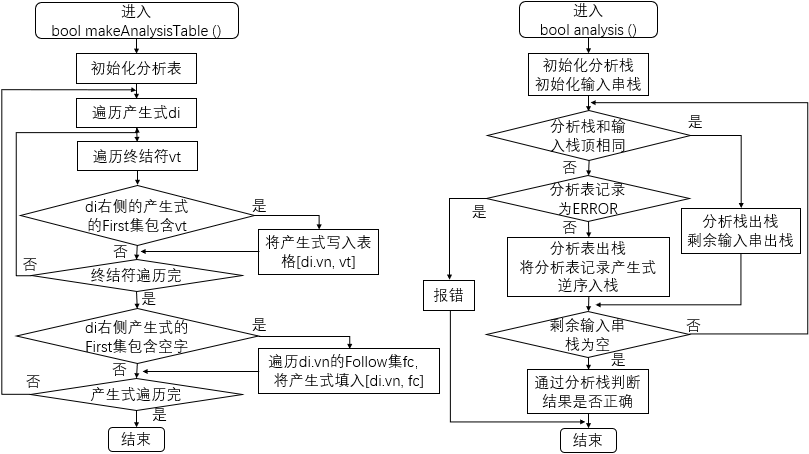 进入
bool makeAnalysisTable ()
初始化分析表
遍历产生式di
遍历终结符vt
di右侧的产生式
的First集包含vt
是
否
将产生式写入表
格[di.vn, vt]
否
终结符遍历完
是
di右侧产生式的
First集包含空字
是
否
遍历di.vn的Follow集fc,
将产生式填入[di.vn, fc]
否
产生式遍历完
是
结束
进入
bool analysis ()
初始化分析栈
初始化输入串栈
分析栈和输
入栈顶相同
是
否
分析表记录
为ERROR
是
否
分析栈出栈
剩余输入串出栈
分析表出栈
将分析表记录产生式
逆序入栈
报错
剩余输入串
栈为空
否
是
通过分析栈判断
结果是否正确
结束